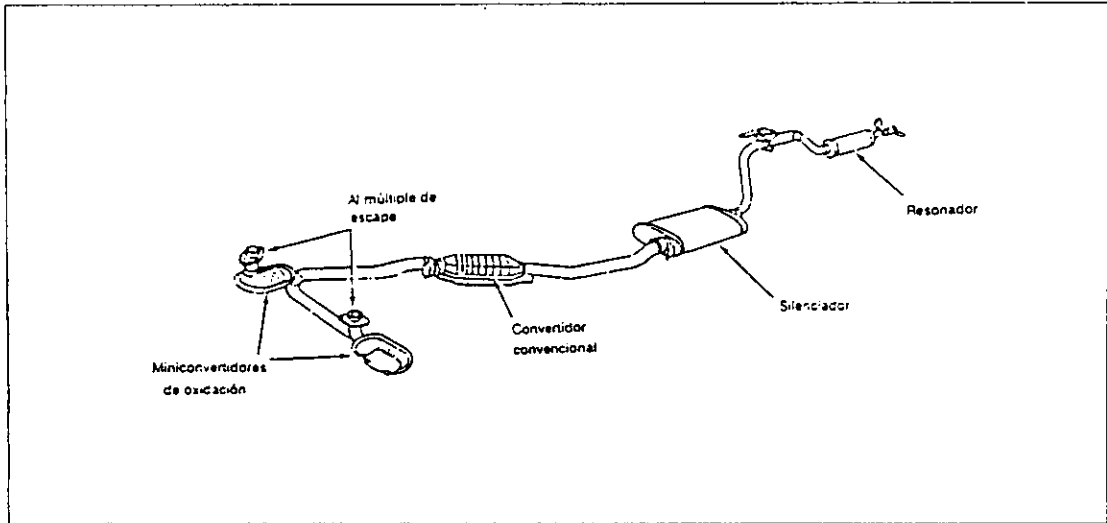 Al múltiple de
escape
Resonador
Silenciador
Convertidor
convencional
Miniconvertidores
de oxidación